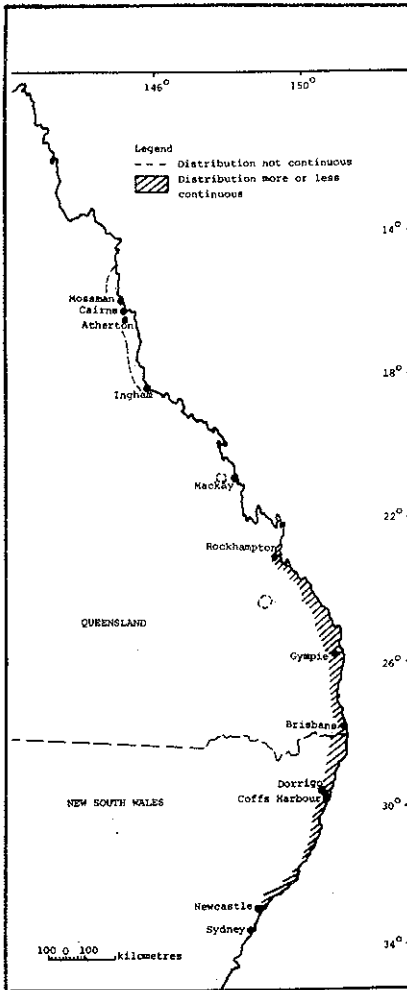 146°
150°
Legend
Distribution not continuous
Distribution more or less
continuous
14°
Mossman
Cairns
Atherton
18°
Ingham
Mackay
22°
Rockhampton
QUEENSLAND
Gympie
26°
Brisbane
Dorrigo
NEW SOUTH WALES
Coffs Harbour
30°
Newcastle
Sydney
100 0 100
kilometres
34°